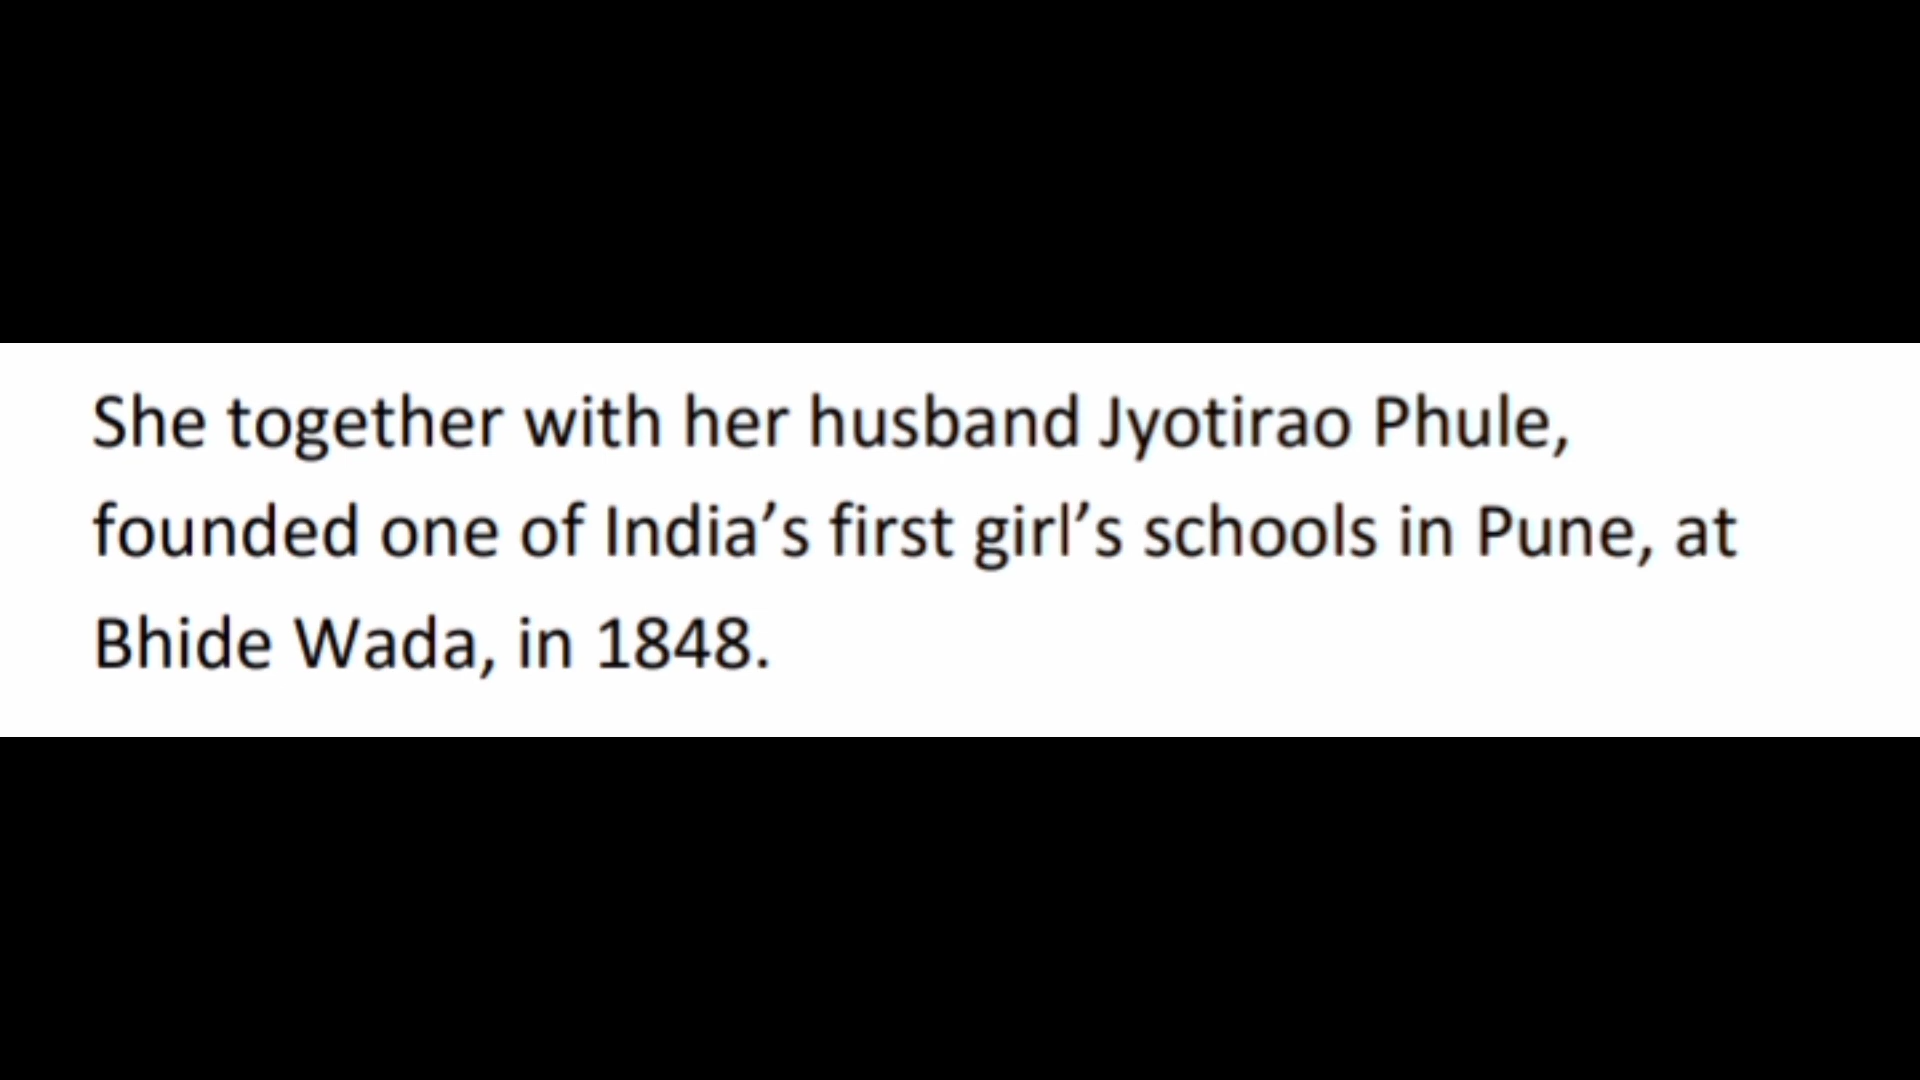 She together with her husband Jyotirao Phule,
founded one of India’s first girl’s schools in Pune, at
Bhide Wada, in 1848.